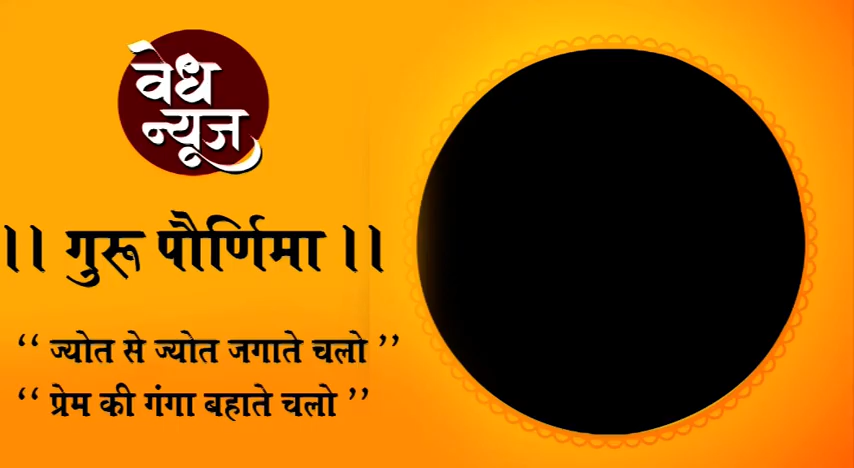 वेध
न्यूज
।। गुरू पौर्णिमा ।।
“ ज्योत से ज्योत जगाते चलो ”
“ प्रेम की गंगा बहाते चलो ”